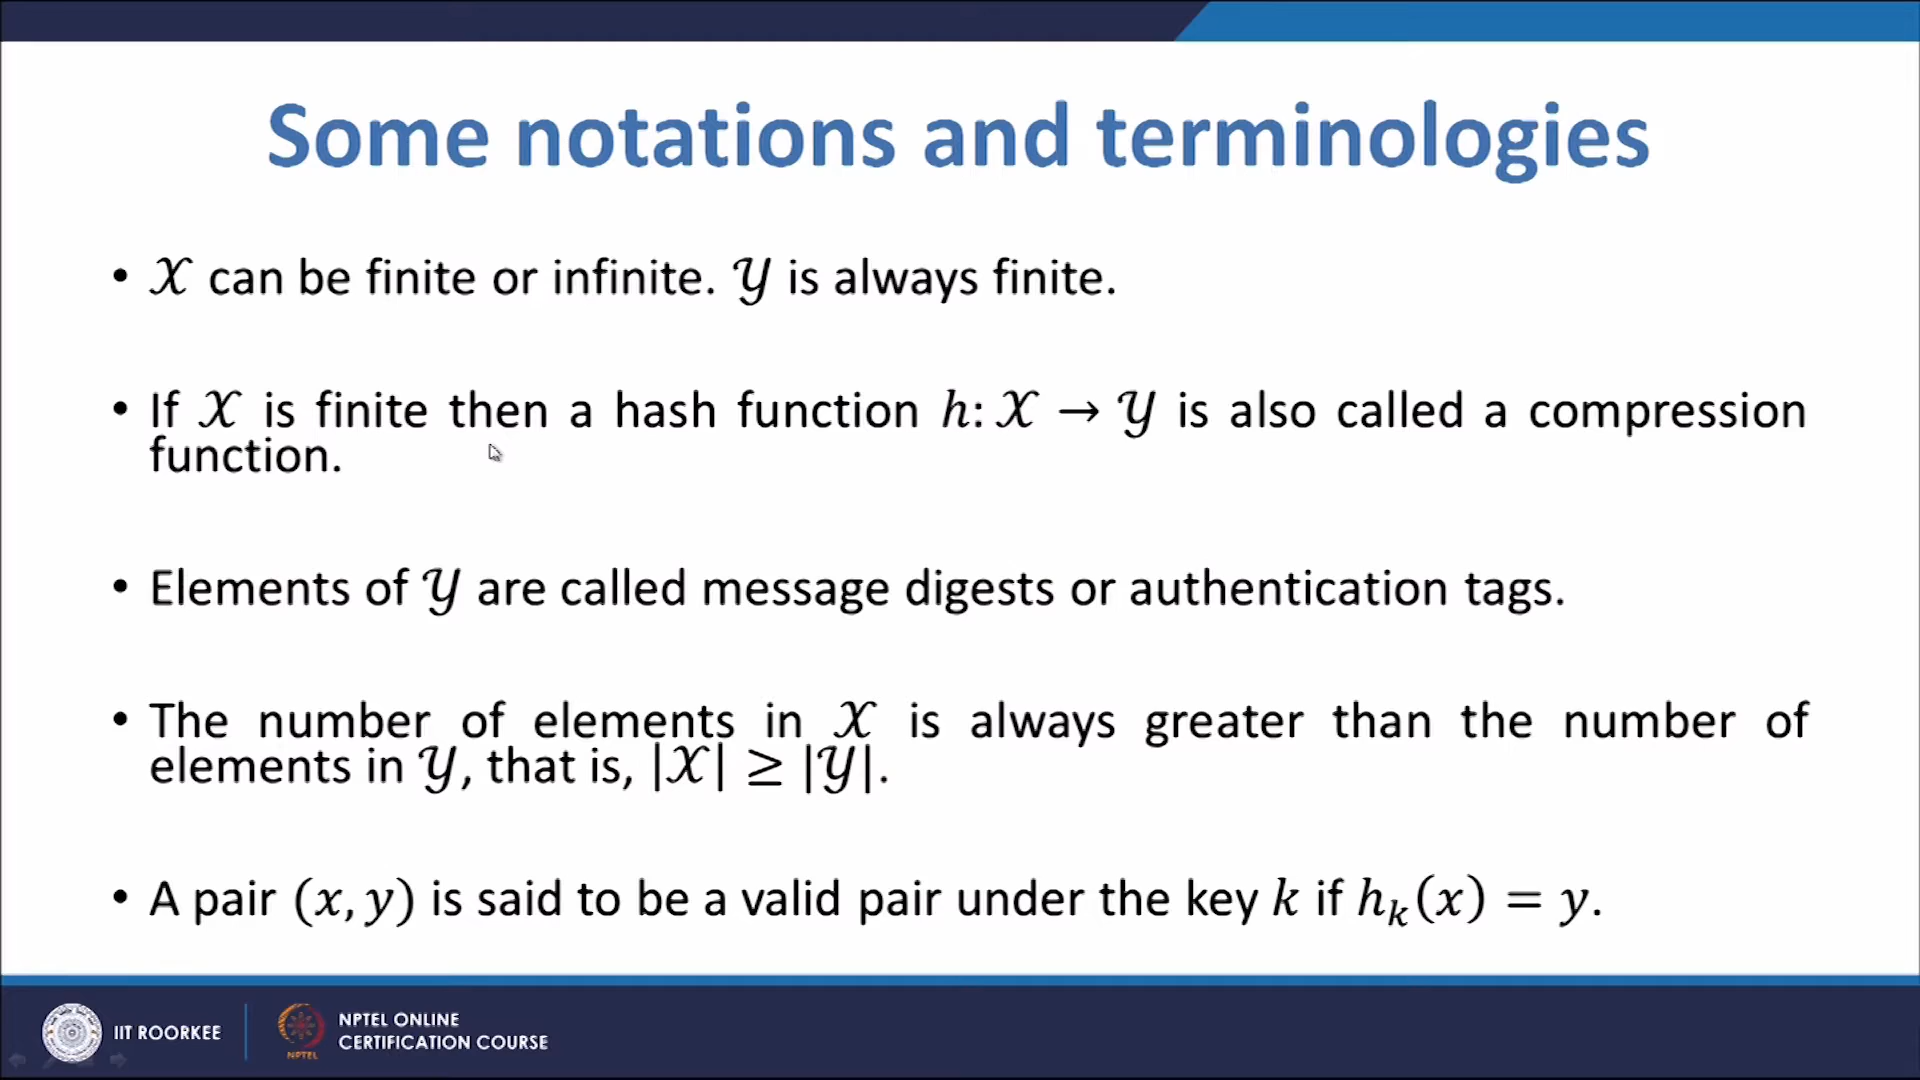 Some notations and terminologies
• 𝒳 can be finite or infinite. 𝒴 is always finite.
• If 𝒳 is finite then a hash function ℎ: 𝒳 → 𝒴 is also called a compression
function.
• Elements of 𝒴 are called message digests or authentication tags.
• The number of elements in 𝒳 is always greater than the number of
elements in 𝒴, that is, |𝒳| ≥ |𝒴|.
• A pair (𝑥, 𝑦) is said to be a valid pair under the key 𝑘 if ℎₖ(𝑥) = 𝑦.
IIT ROORKEE
NPTEL
NPTEL ONLINE
CERTIFICATION COURSE